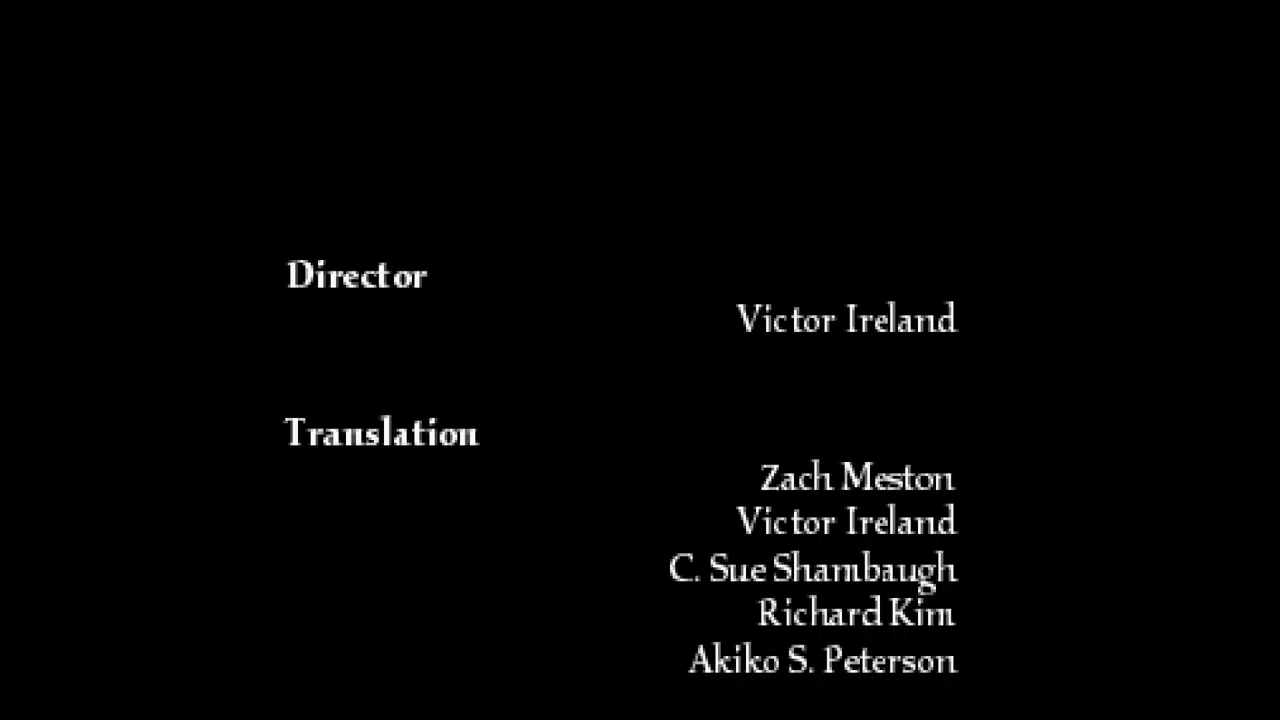 Director
Victor Ireland
Translation
Zach Meston
Victor Ireland
C. Sue Shambaugh
Richard Kim
Akiko S. Peterson